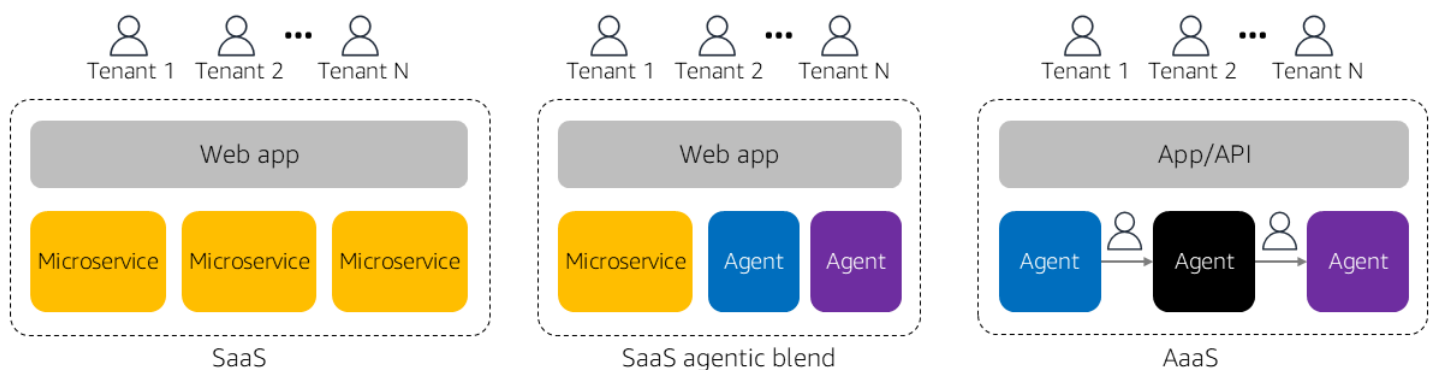 Tenant 1 Tenant 2 ... Tenant N
Web app
Microservice Microservice Microservice
SaaS
Tenant 1 Tenant 2 ... Tenant N
Web app
Microservice Agent Agent
SaaS agentic blend
Tenant 1 Tenant 2 ... Tenant N
App/API
Agent Agent Agent
AaaS